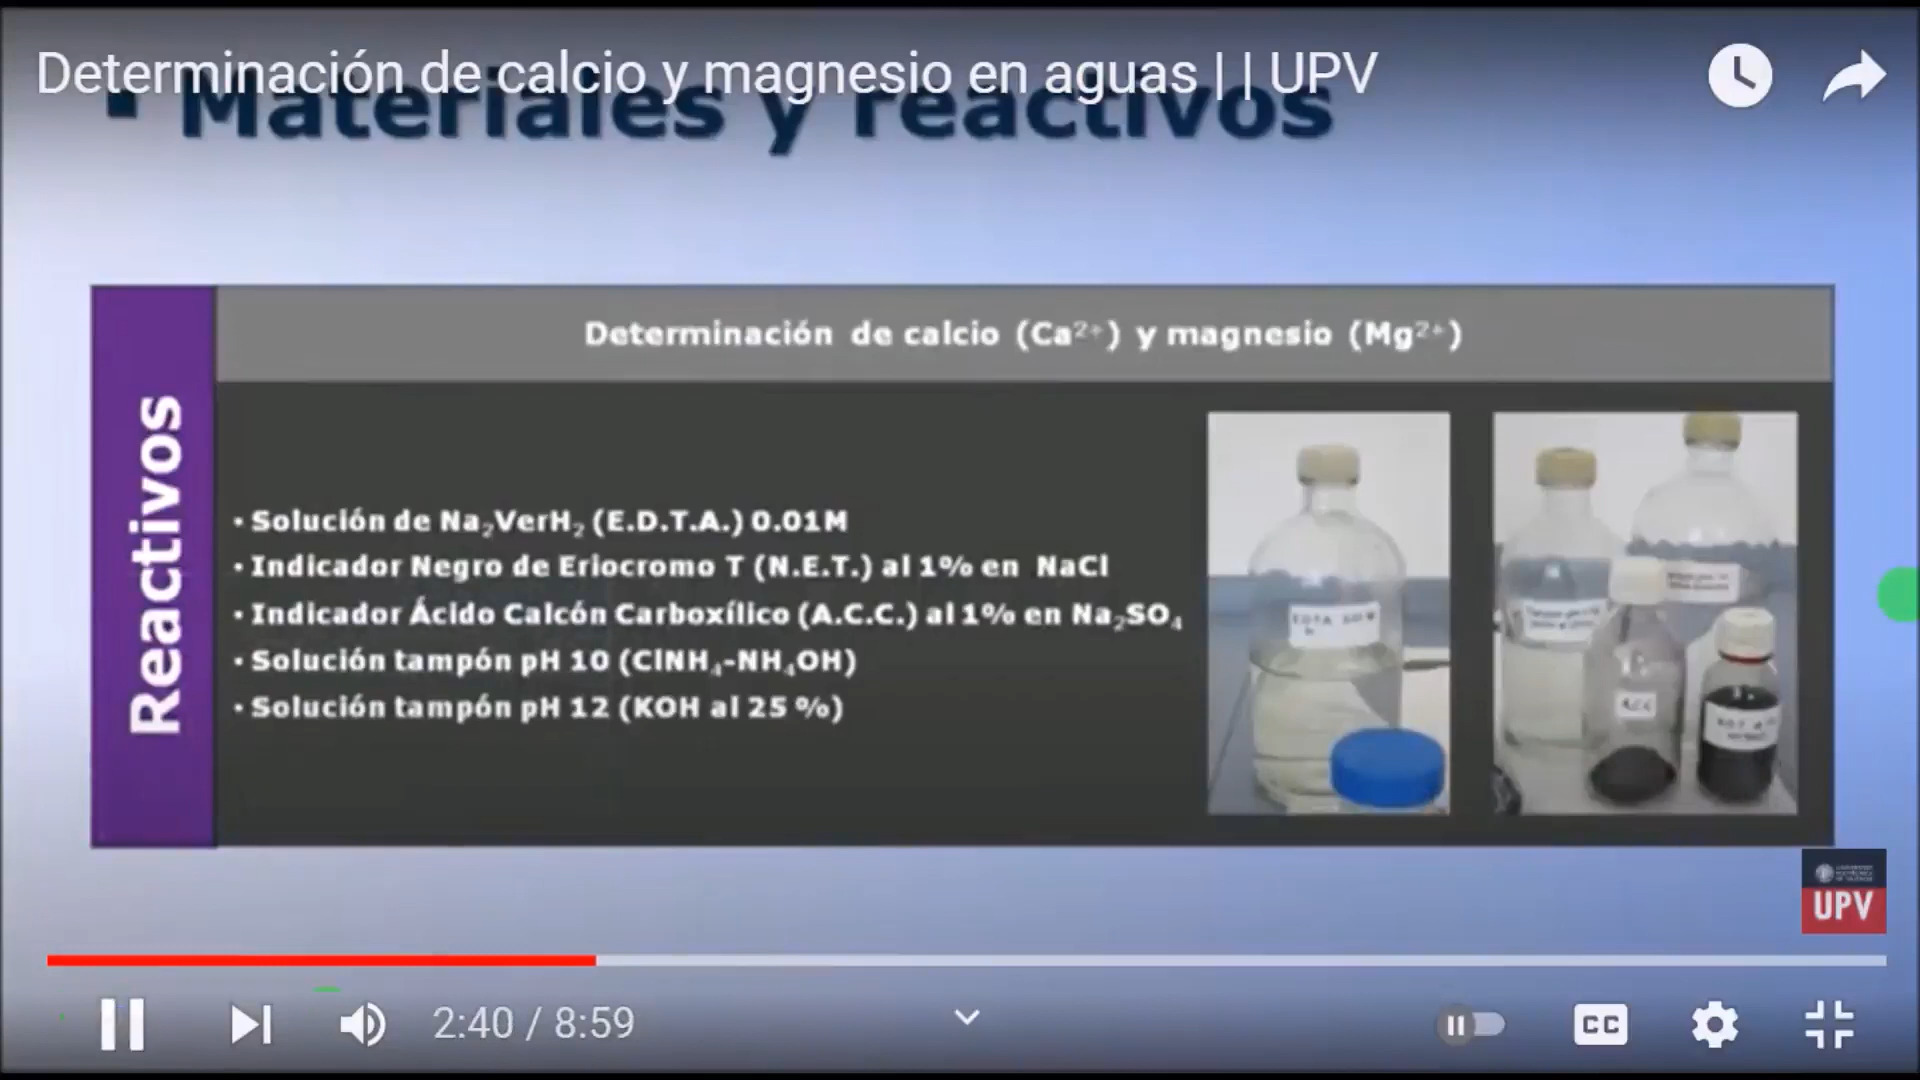 Determinación de calcio y magnesio en aguas | | UPV
▪ Materiales y reactivos
Determinación de calcio (Ca²⁺) y magnesio (Mg²⁺)
Reactivos
• Solución de Na₂VerH₂ (E.D.T.A.) 0.01M
• Indicador Negro de Eriocromo T (N.E.T.) al 1% en NaCl
• Indicador Ácido Calcón Carboxílico (A.C.C.) al 1% en Na₂SO₄
• Solución tampón pH 10 (ClNH₄-NH₄OH)
• Solución tampón pH 12 (KOH al 25 %)
EDTA
UPV
2:40 / 8:59
CC